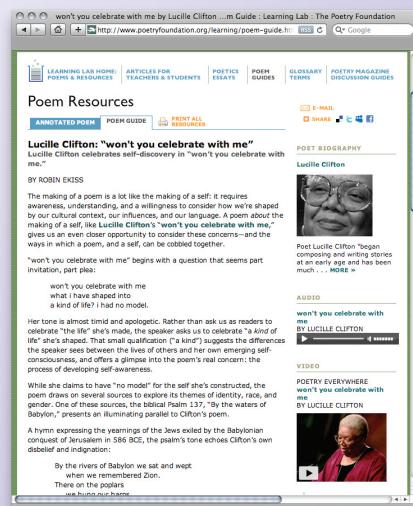 won't you celebrate with me by Lucille Clifton ...m Guide : Learning Lab : The Poetry Foundation
http://www.poetryfoundation.org/learning/poem-guide.ht
RSS
Google
LEARNING LAB HOME:
POEMS & RESOURCES
ARTICLES FOR
TEACHERS & STUDENTS
POETICS
ESSAYS
POEM
GUIDES
GLOSSARY
TERMS
POETRY MAGAZINE
DISCUSSION GUIDES
Poem Resources
ANNOTATED POEM
POEM GUIDE
PRINT ALL
RESOURCES
Lucille Clifton: "won't you celebrate with me"
Lucille Clifton celebrates self-discovery in "won't you celebrate with
me."
BY ROBIN EKISS
The making of a poem is a lot like the making of a self: it requires
awareness, understanding, and a willingness to consider how we're shaped
by our cultural context, our influences, and our language. A poem about the
making of a self, like Lucille Clifton's "won't you celebrate with me,"
gives us an even closer opportunity to consider these concerns—and the
ways in which a poem, and a self, can be cobbled together.
"won't you celebrate with me" begins with a question that seems part
invitation, part plea:
won't you celebrate with me
what i have shaped into
a kind of life? i had no model.
Her tone is almost timid and apologetic. Rather than ask us as readers to
celebrate "the life" she's made, the speaker asks us to celebrate "a kind of
life" she's shaped. That small qualification ("a kind") suggests the differences
the speaker sees between the lives of others and her own emerging self-
consciousness, and offers a glimpse into the poem's real concern: the
process of developing self-awareness.
While she claims to have "no model" for the self she's constructed, the
poem draws on several sources to explore its themes of identity, race, and
gender. One of these sources, the biblical Psalm 137, "By the waters of
Babylon," presents an illuminating parallel to Clifton's poem.
A hymn expressing the yearnings of the Jews exiled by the Babylonian
conquest of Jerusalem in 586 BCE, the psalm's tone echoes Clifton's own
disbelief and indignation:
By the rivers of Babylon we sat and wept
when we remembered Zion.
There on the poplars
we hung our harps
E-MAIL
SHARE
POET BIOGRAPHY
Lucille Clifton
Poet Lucille Clifton "began
composing and writing stories
at an early age and has been
much . . . MORE »
AUDIO
won't you celebrate with
me
BY LUCILLE CLIFTON
VIDEO
POETRY EVERYWHERE
won't you celebrate with
me
BY LUCILLE CLIFTON